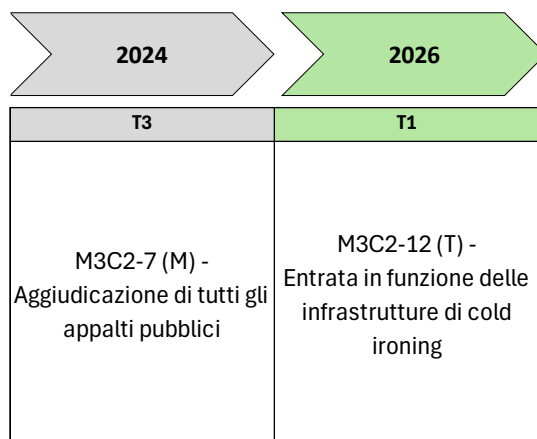 2024
2026
T3
T1
M3C2-7 (M) -
Aggiudicazione di tutti gli
appalti pubblici
M3C2-12 (T) -
Entrata in funzione delle
infrastrutture di cold
ironing